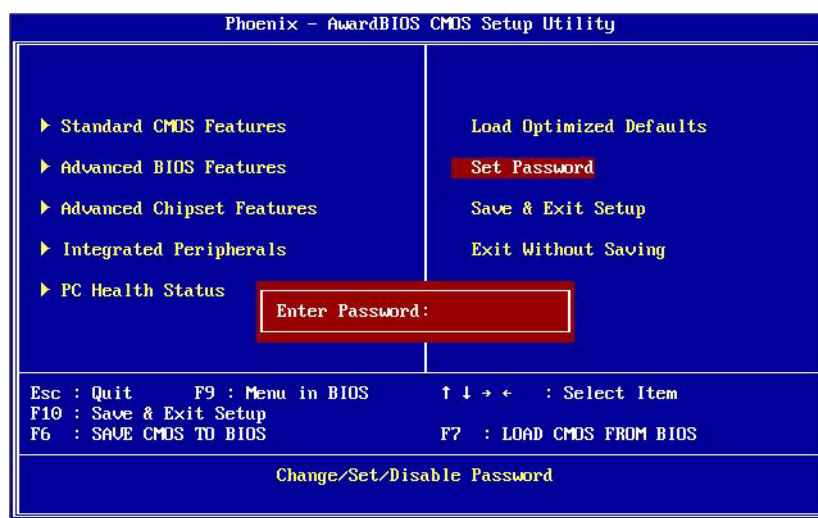 Phoenix - AwardBIOS CMOS Setup Utility
Standard CMOS Features
Advanced BIOS Features
Advanced Chipset Features
Integrated Peripherals
PC Health Status
Load Optimized Defaults
Set Password
Save & Exit Setup
Exit Without Saving
Enter Password:
Esc : Quit F9 : Menu in BIOS ↑ ↓ → ← : Select Item
F10 : Save & Exit Setup
F6 : SAVE CMOS TO BIOS F7 : LOAD CMOS FROM BIOS
Change/Set/Disable Password